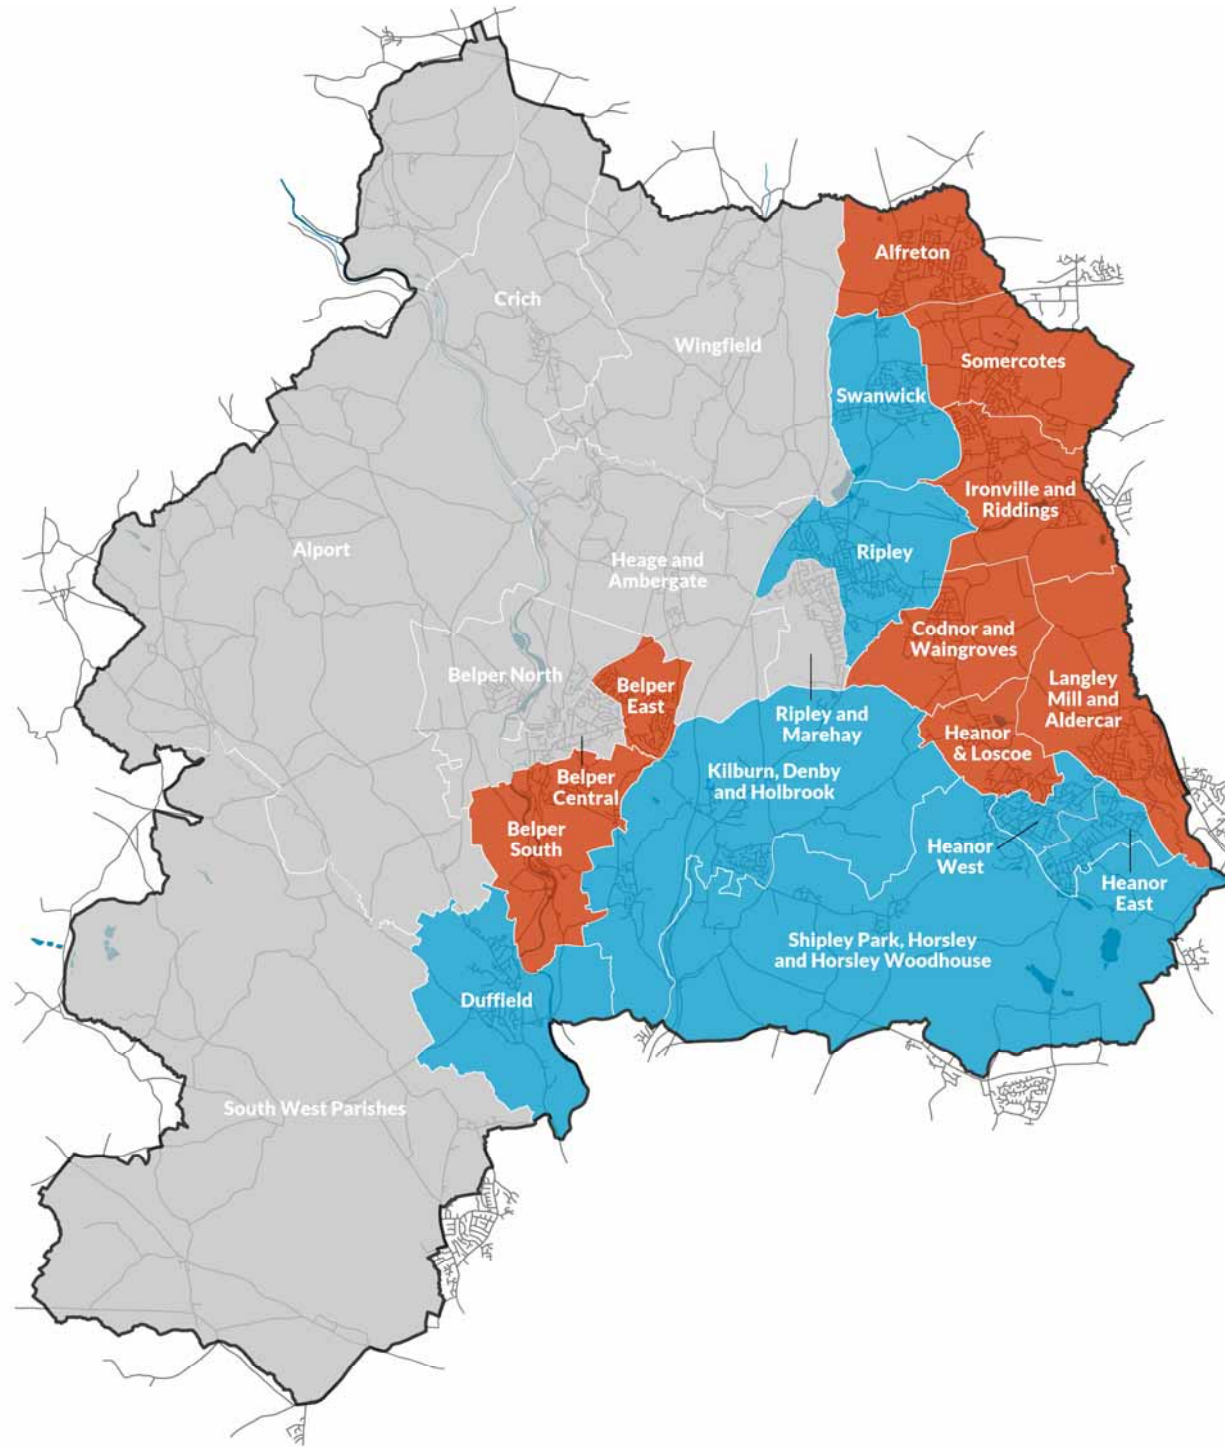 Alfreton
Crich
Wingfield
Somercotes
Swanwick
Ironville and
Riddings
Alport
Ripley
Heage and
Ambergate
Codnor and
Waingroves
Belper North
Belper
East
Langley
Mill and
Aldercar
Ripley and
Marehay
Heanor
& Loscoe
Kilburn, Denby
and Holbrook
Belper
Central
Belper
South
Heanor
West
Heanor
East
Shipley Park, Horsley
and Horsley Woodhouse
Duffield
South West Parishes